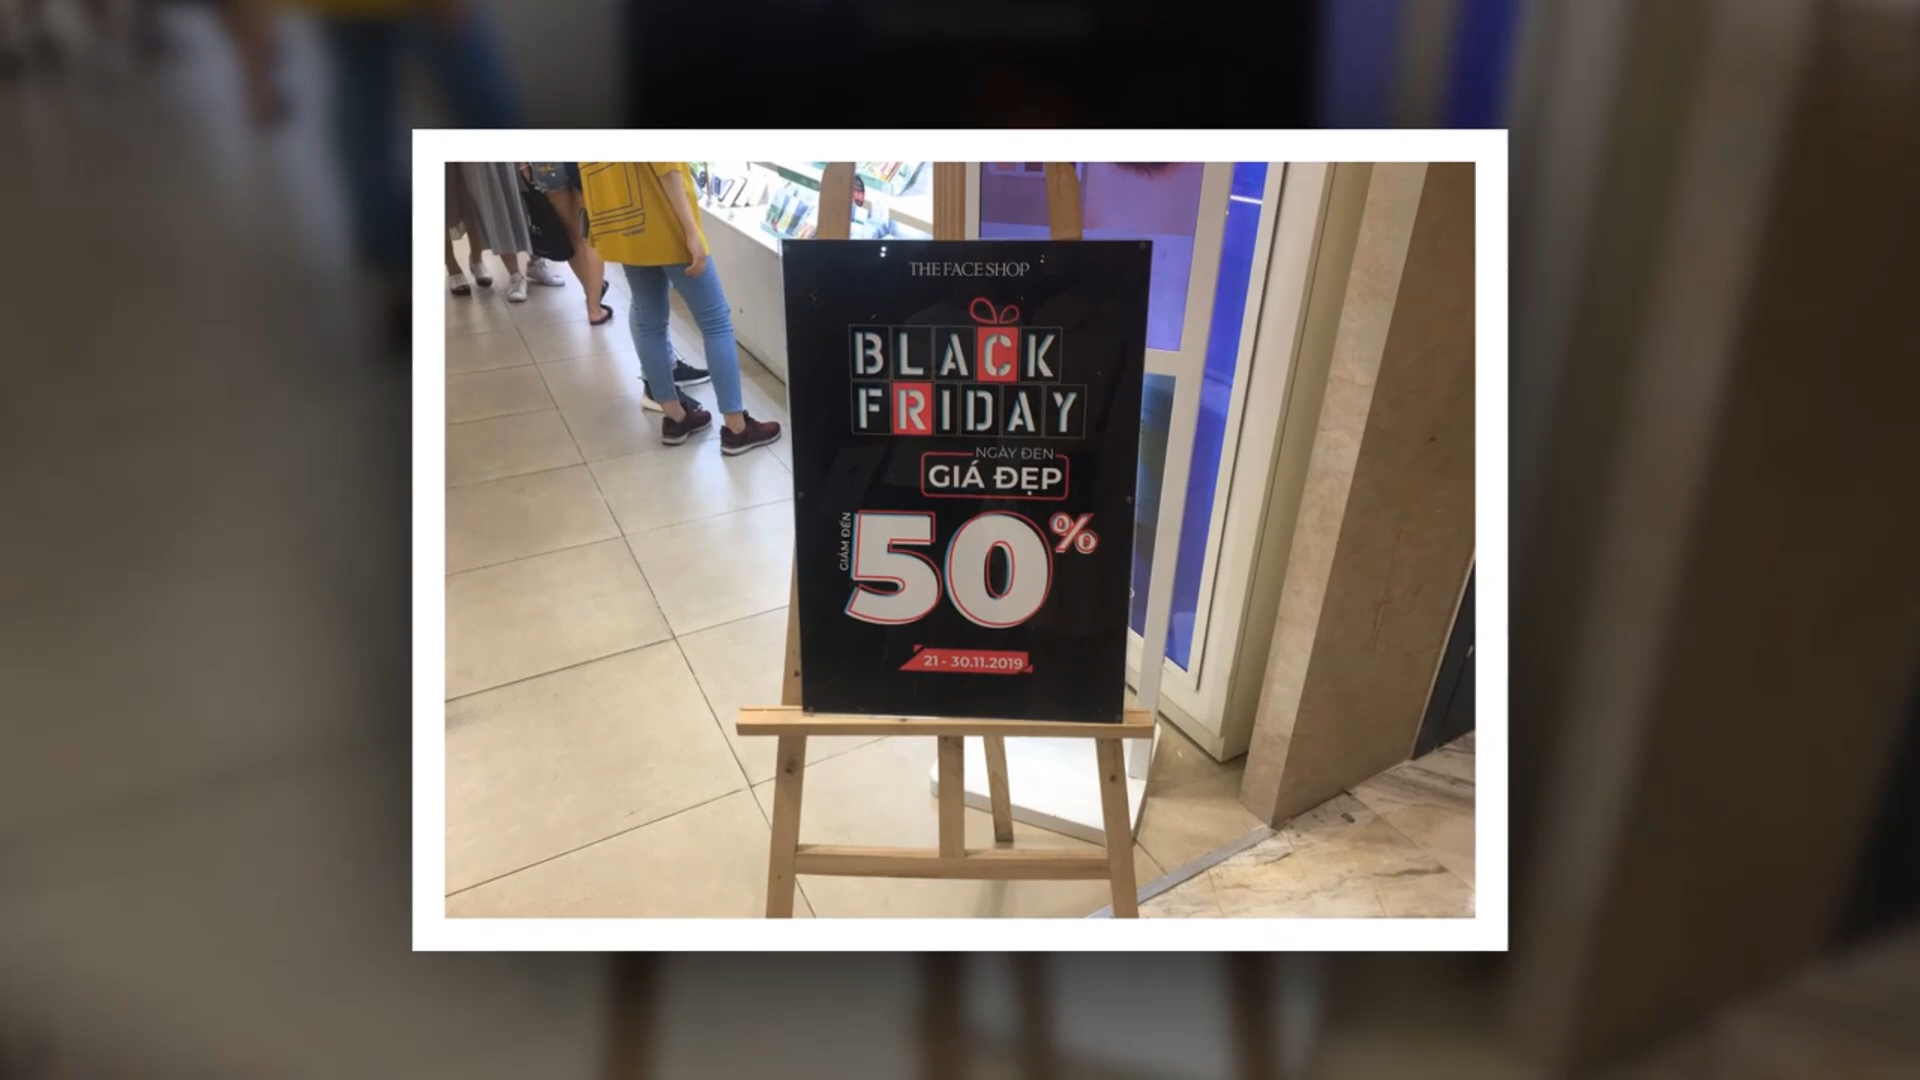 THE FACE SHOP
BLACK
FRIDAY
NGÀY ĐEN
GIÁ ĐẸP
GIẢM ĐẾN
50%
21 - 30.11.2019